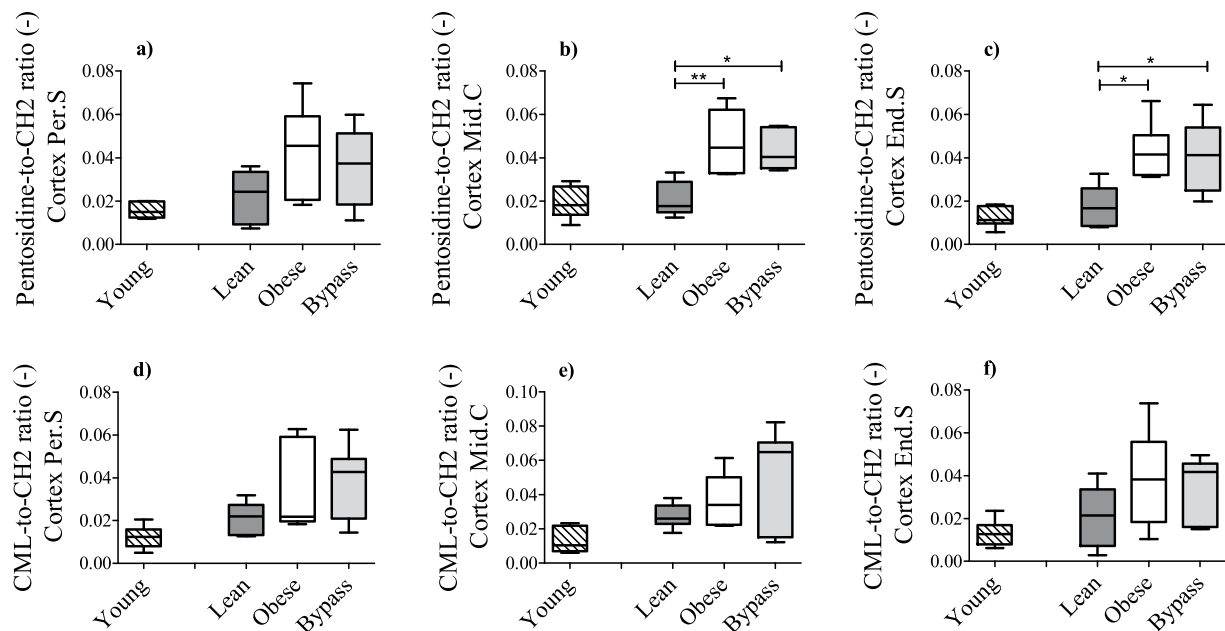 a)
Pentosidine-to-CH2 ratio (-)
Cortex Per.S
0.08
0.06
0.04
0.02
0.00
Young
Lean
Obese
Bypass
b)
Pentosidine-to-CH2 ratio (-)
Cortex Mid.C
0.08
0.06
0.04
0.02
0.00
*
**
Young
Lean
Obese
Bypass
c)
Pentosidine-to-CH2 ratio (-)
Cortex End.S
0.08
0.06
0.04
0.02
0.00
*
*
Young
Lean
Obese
Bypass
d)
CML-to-CH2 ratio (-)
Cortex Per.S
0.08
0.06
0.04
0.02
0.00
Young
Lean
Obese
Bypass
e)
CML-to-CH2 ratio (-)
Cortex Mid.C
0.10
0.08
0.06
0.04
0.02
0.00
Young
Lean
Obese
Bypass
f)
CML-to-CH2 ratio (-)
Cortex End.S
0.08
0.06
0.04
0.02
0.00
Young
Lean
Obese
Bypass